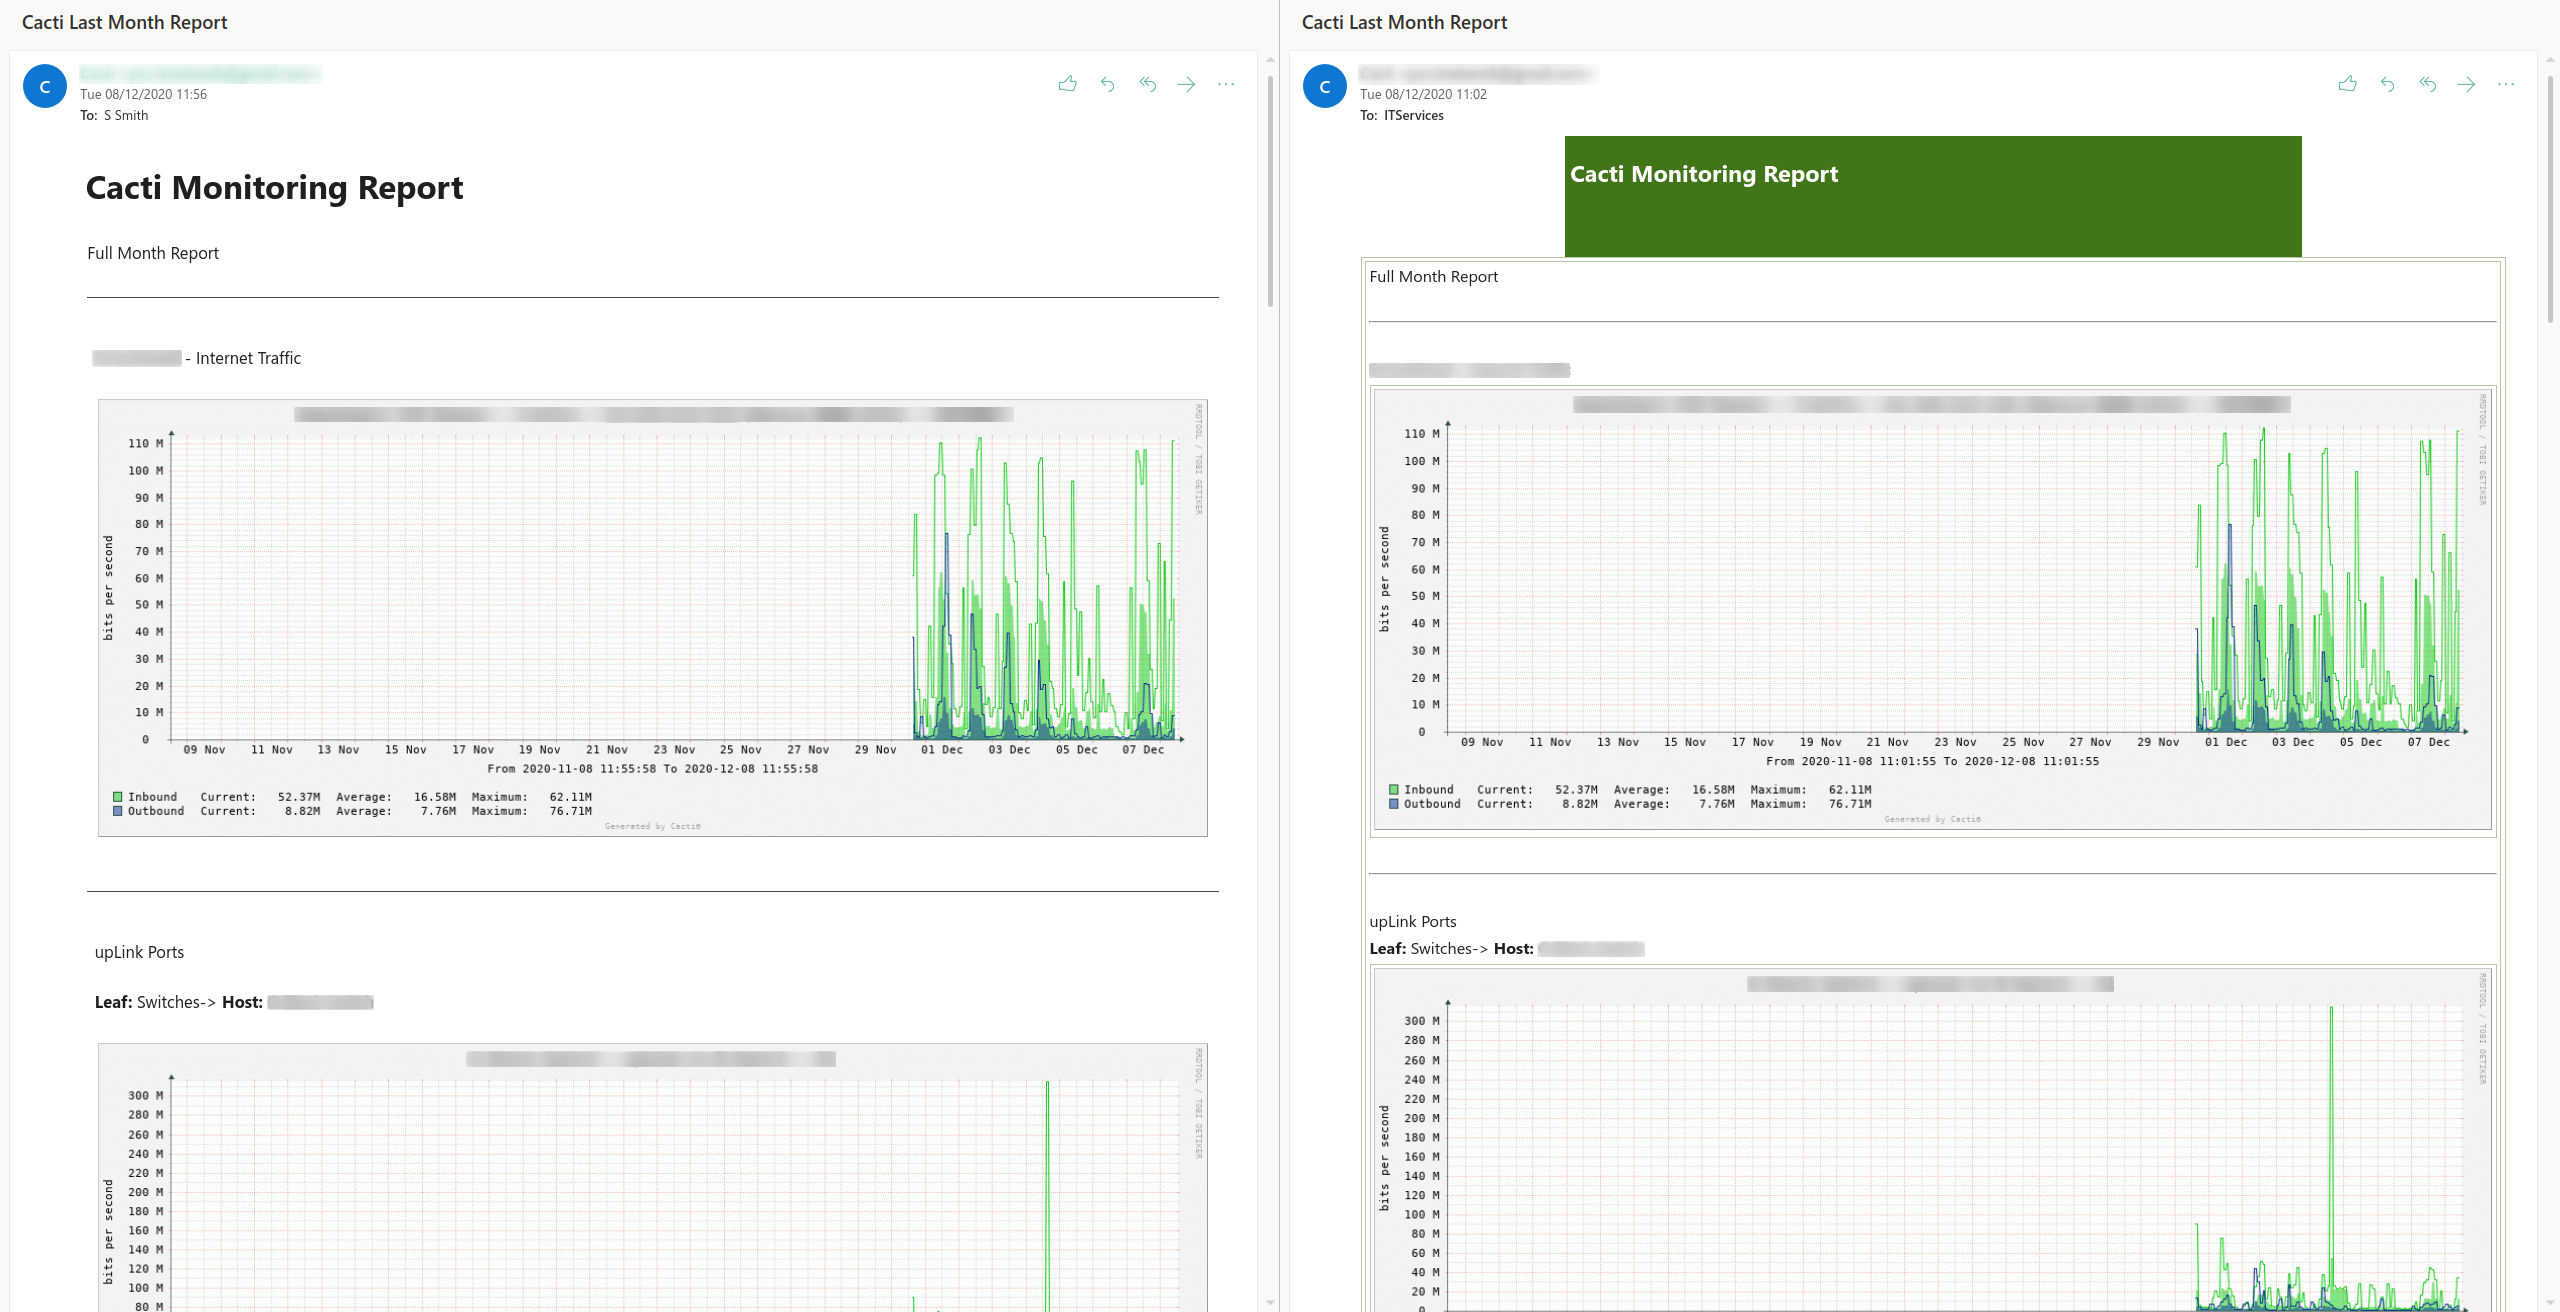 Cacti Last Month Report
C
Tue 08/12/2020 11:56
To: S Smith
Cacti Monitoring Report
Full Month Report
- Internet Traffic
RRDTOOL / TOBI OETIKER
bits per second
110 M
100 M
90 M
80 M
70 M
60 M
50 M
40 M
30 M
20 M
10 M
0
09 Nov 11 Nov 13 Nov 15 Nov 17 Nov 19 Nov 21 Nov 23 Nov 25 Nov 27 Nov 29 Nov 01 Dec 03 Dec 05 Dec 07 Dec
From 2020-11-08 11:55:58 To 2020-12-08 11:55:58
Inbound Current: 52.37M Average: 16.58M Maximum: 62.11M
Outbound Current: 8.82M Average: 7.76M Maximum: 76.71M
Generated by Cacti®
upLink Ports
Leaf: Switches-> Host:
RRDTOOL / TOBI OETIKER
bits per second
300 M
280 M
260 M
240 M
220 M
200 M
180 M
160 M
140 M
120 M
100 M
80 M
Cacti Last Month Report
C
Tue 08/12/2020 11:02
To: ITServices
Cacti Monitoring Report
Full Month Report
RRDTOOL / TOBI OETIKER
bits per second
110 M
100 M
90 M
80 M
70 M
60 M
50 M
40 M
30 M
20 M
10 M
0
09 Nov 11 Nov 13 Nov 15 Nov 17 Nov 19 Nov 21 Nov 23 Nov 25 Nov 27 Nov 29 Nov 01 Dec 03 Dec 05 Dec 07 Dec
From 2020-11-08 11:01:55 To 2020-12-08 11:01:55
Inbound Current: 52.37M Average: 16.58M Maximum: 62.11M
Outbound Current: 8.82M Average: 7.76M Maximum: 76.71M
Generated by Cacti®
upLink Ports
Leaf: Switches-> Host:
RRDTOOL / TOBI OETIKER
bits per second
300 M
280 M
260 M
240 M
220 M
200 M
180 M
160 M
140 M
120 M
100 M
80 M
60 M
40 M
20 M
0